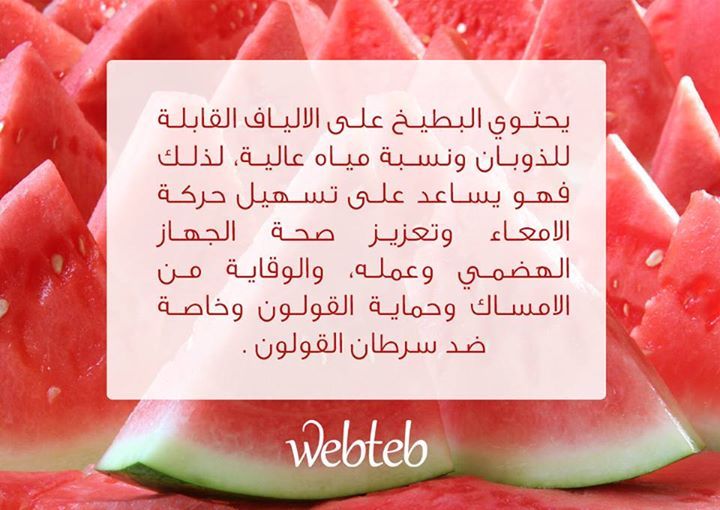 يحتوي البطيخ على الالياف القابلة
للذوبان ونسبة مياه عالية، لذلك
فهو يساعد على تسهيل حركة
الامعاء وتعزيز صحة الجهاز
الهضمي وعمله، والوقاية من
الامساك وحماية القولون وخاصة
ضد سرطان القولون .
webteb